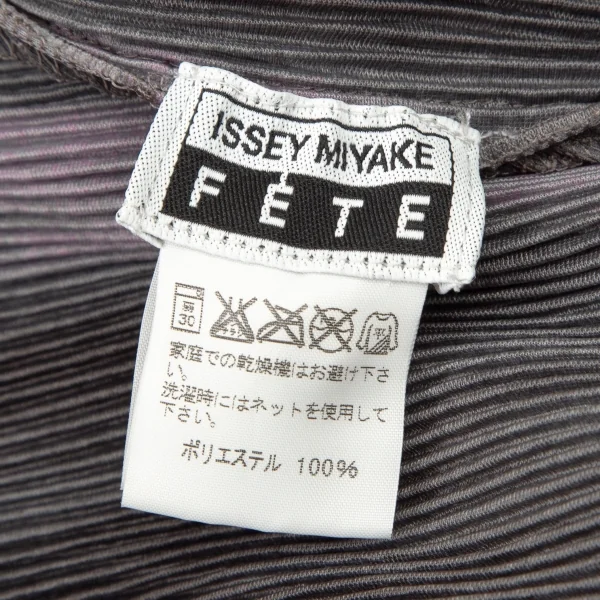 ISSEY MIYAKE
FÊTE
弱
30
家庭での乾燥機はお避け下さ
い。
洗濯時にはネットを使用して
下さい。
ポリエステル 100%